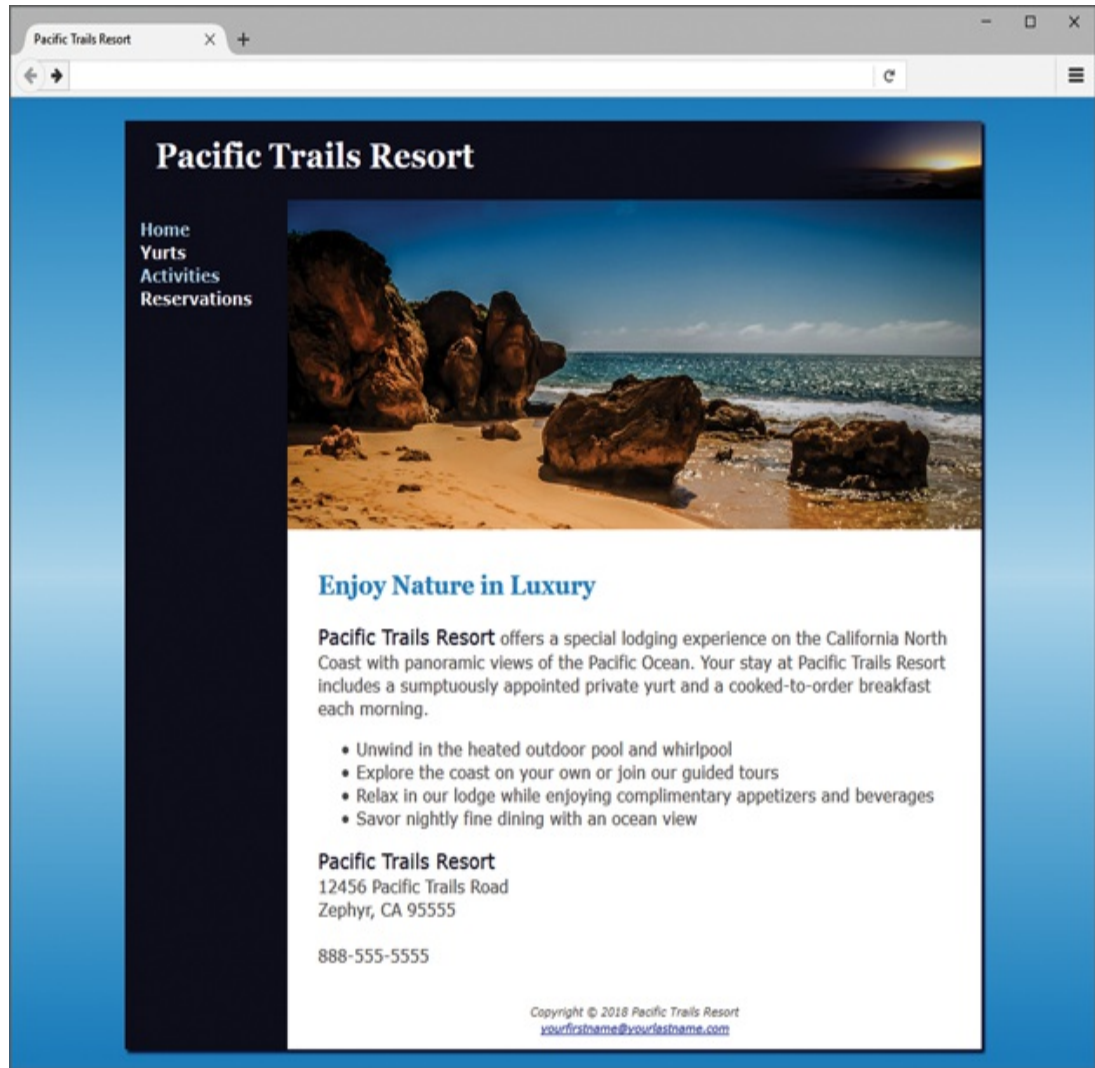 Pacific Trails Resort
Pacific Trails Resort
Home
Yurts
Activities
Reservations
Enjoy Nature in Luxury
Pacific Trails Resort offers a special lodging experience on the California North
Coast with panoramic views of the Pacific Ocean. Your stay at Pacific Trails Resort
includes a sumptuously appointed private yurt and a cooked-to-order breakfast
each morning.
• Unwind in the heated outdoor pool and whirlpool
• Explore the coast on your own or join our guided tours
• Relax in our lodge while enjoying complimentary appetizers and beverages
• Savor nightly fine dining with an ocean view
Pacific Trails Resort
12456 Pacific Trails Road
Zephyr, CA 95555
888-555-5555
Copyright © 2018 Pacific Trails Resort
yourfirstname@yourlastname.com